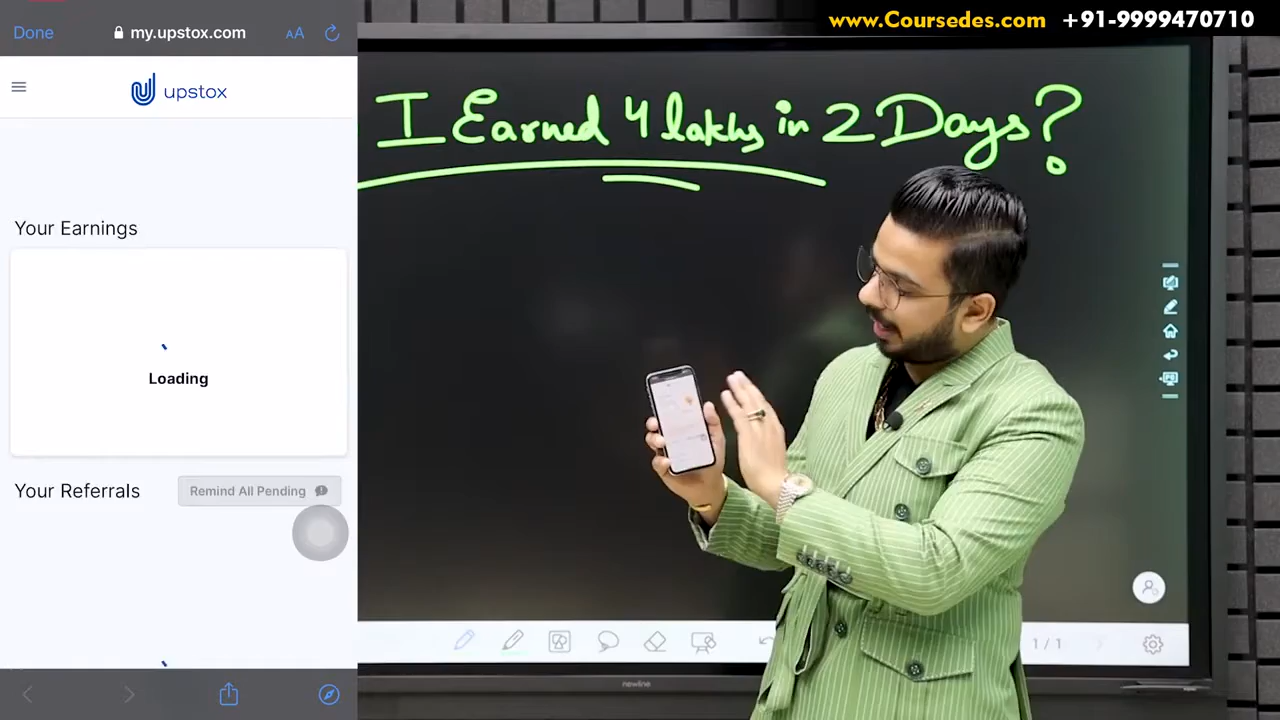 www.Coursedes.com +91-9999470710
Done
my.upstox.com
AA
upstox
I Earned 4 lakhs in 2 Days?
Your Earnings
Loading
Your Referrals
Remind All Pending
1/1
newline